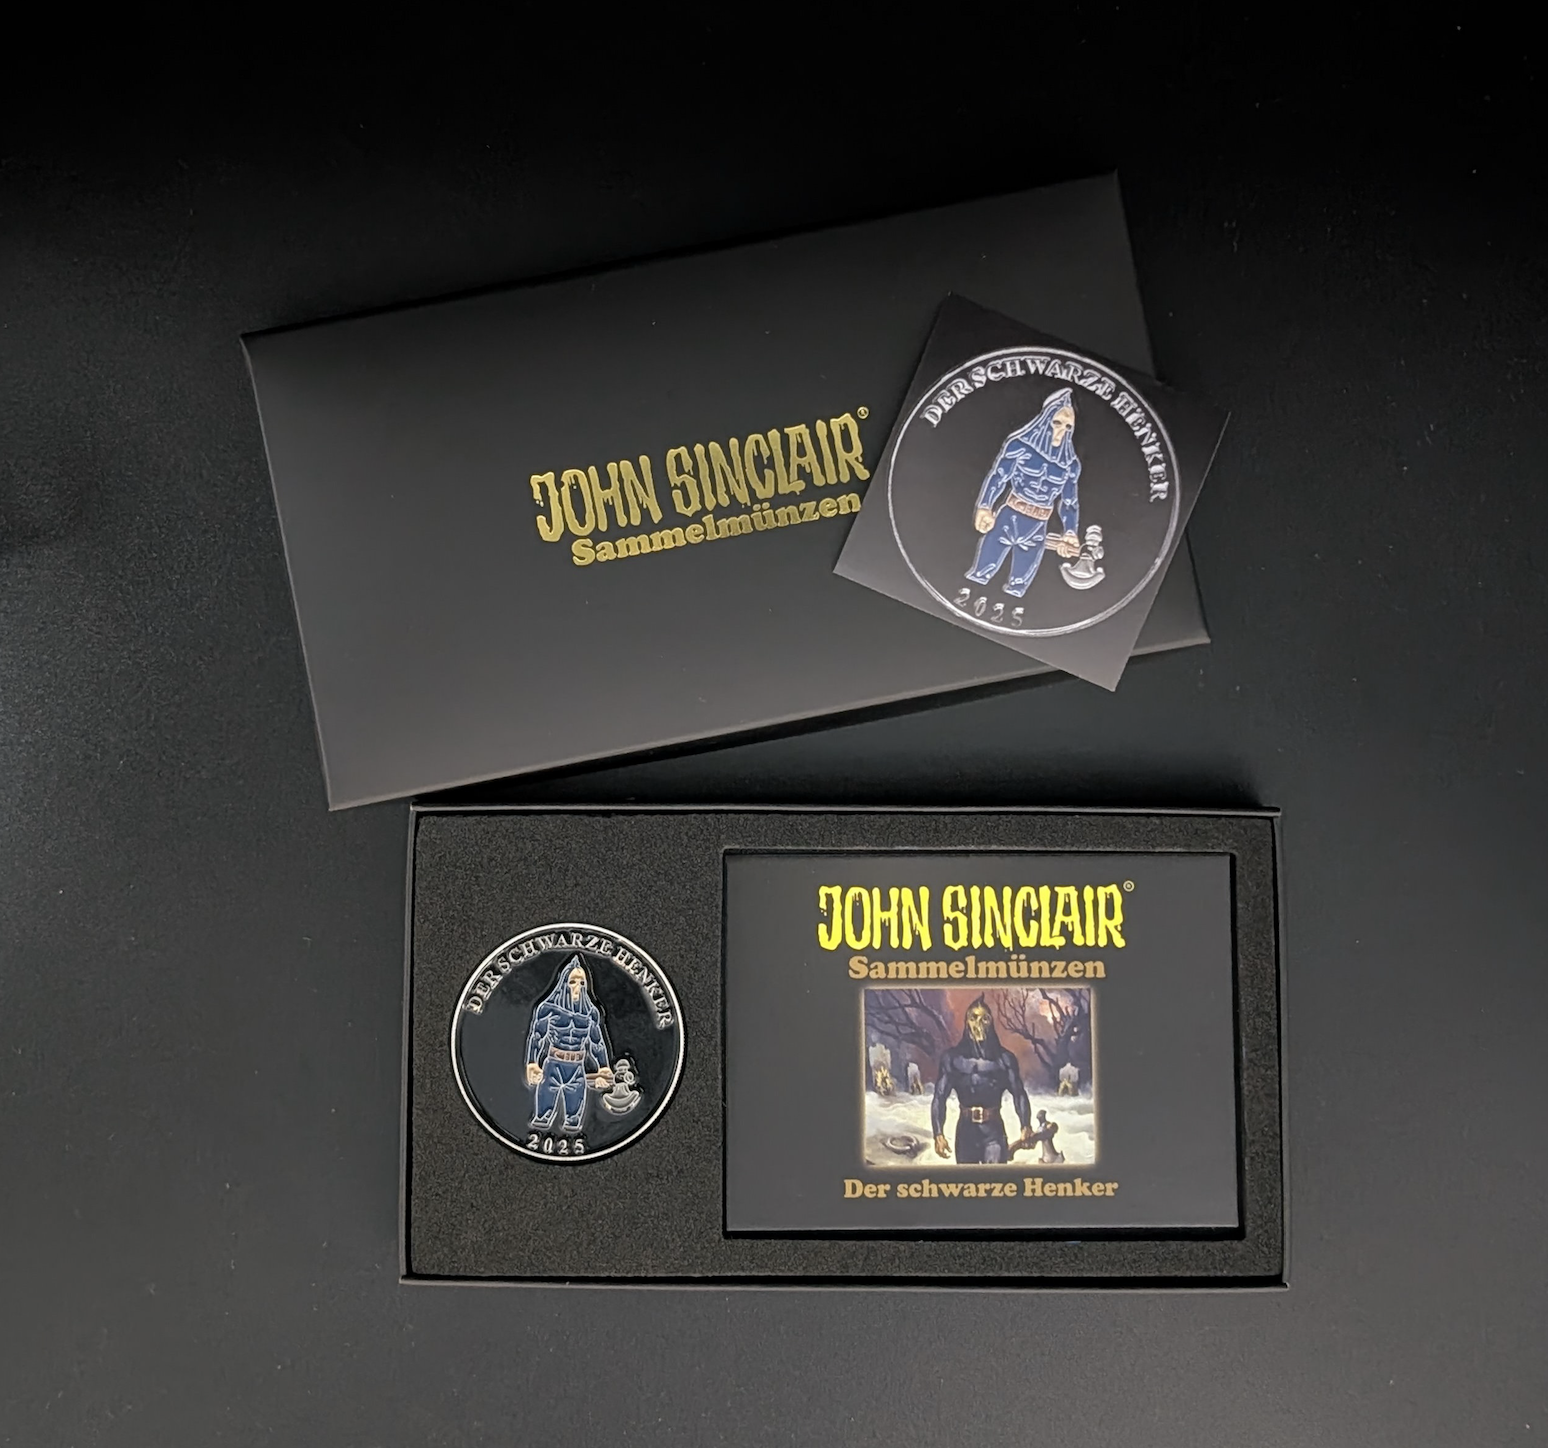 JOHN SINCLAIR®
Sammelmünzen
DER SCHWARZE HENKER
2025
DER SCHWARZE HENKER
2025
JOHN SINCLAIR®
Sammelmünzen
Der schwarze Henker